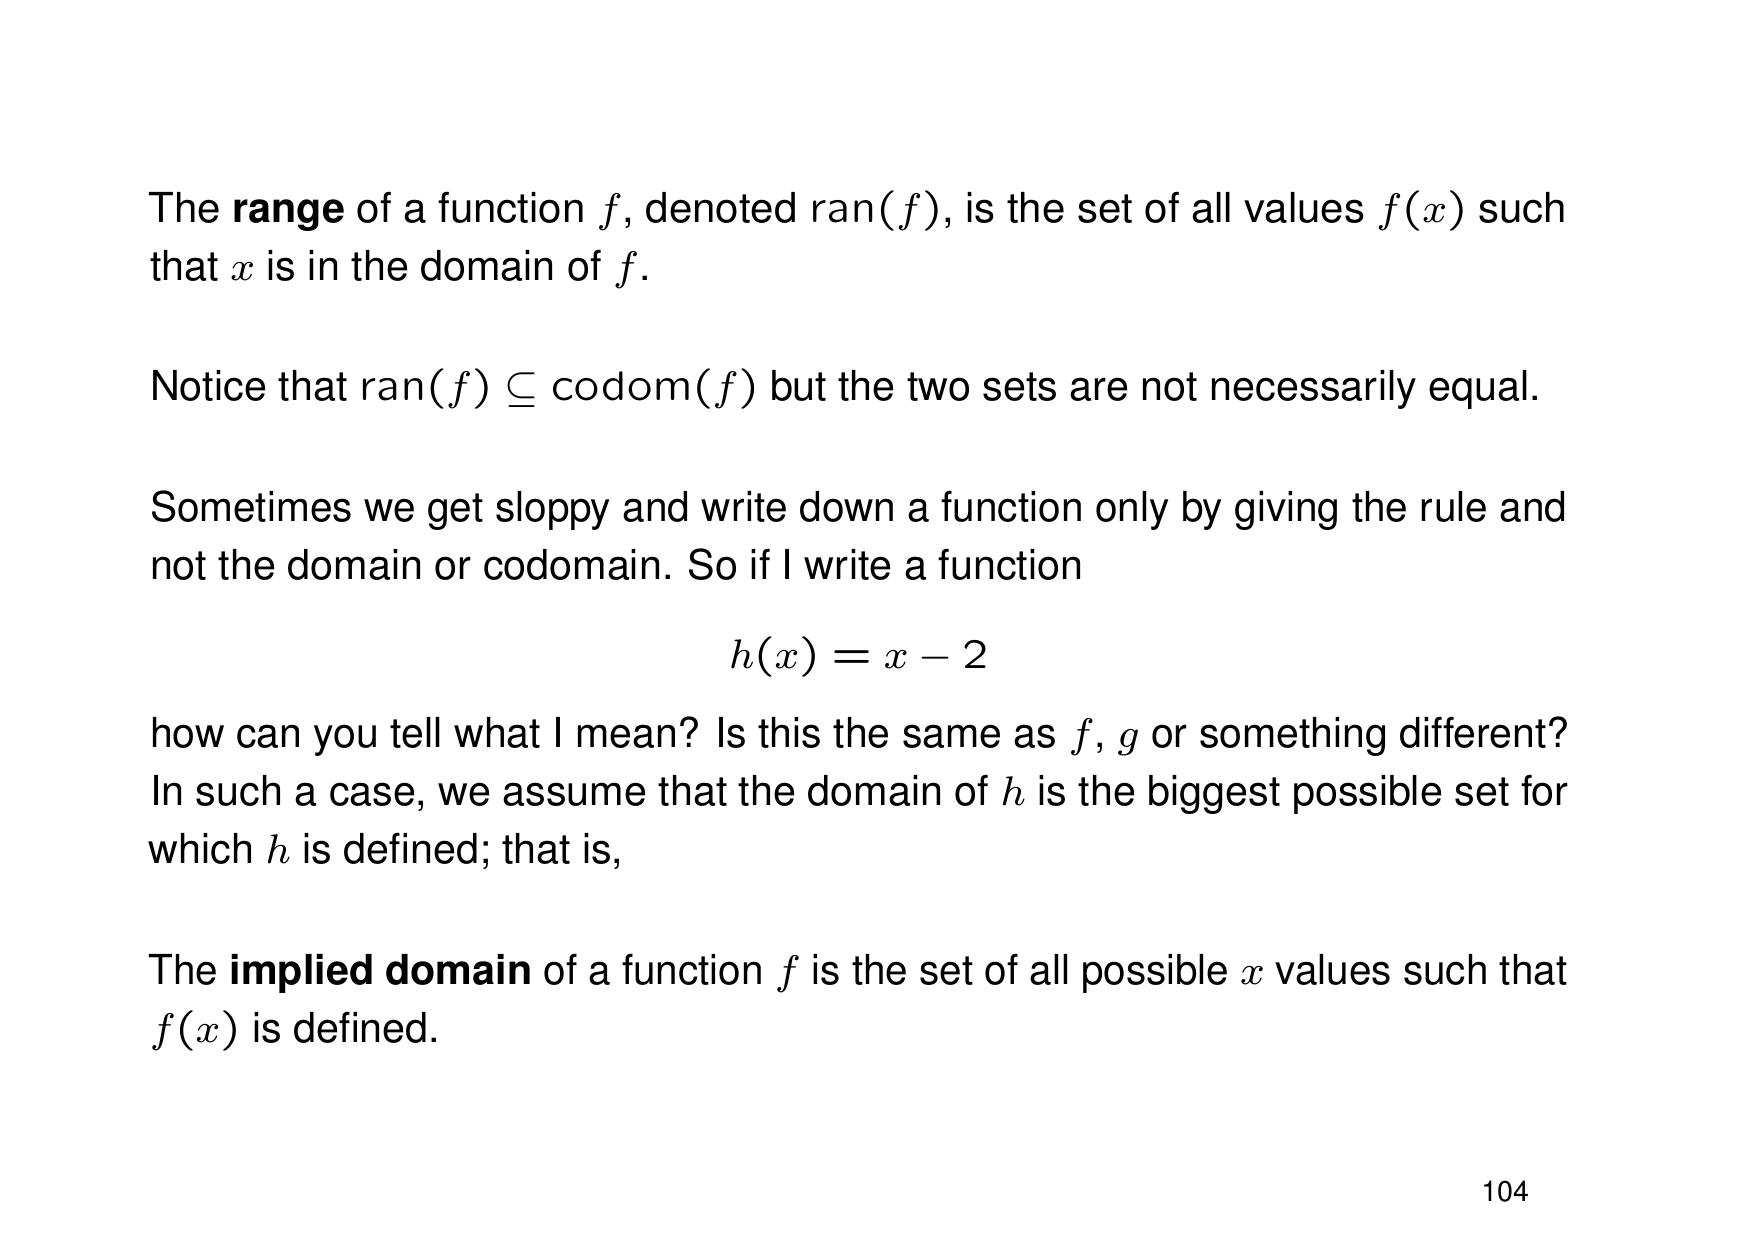 The range of a function f, denoted ran(f), is the set of all values f(x) such
that x is in the domain of f.
Notice that ran(f) ⊆ codom(f) but the two sets are not necessarily equal.
Sometimes we get sloppy and write down a function only by giving the rule and
not the domain or codomain. So if I write a function
h(x) = x − 2
how can you tell what I mean? Is this the same as f, g or something different?
In such a case, we assume that the domain of h is the biggest possible set for
which h is defined; that is,
The implied domain of a function f is the set of all possible x values such that
f(x) is defined.
104